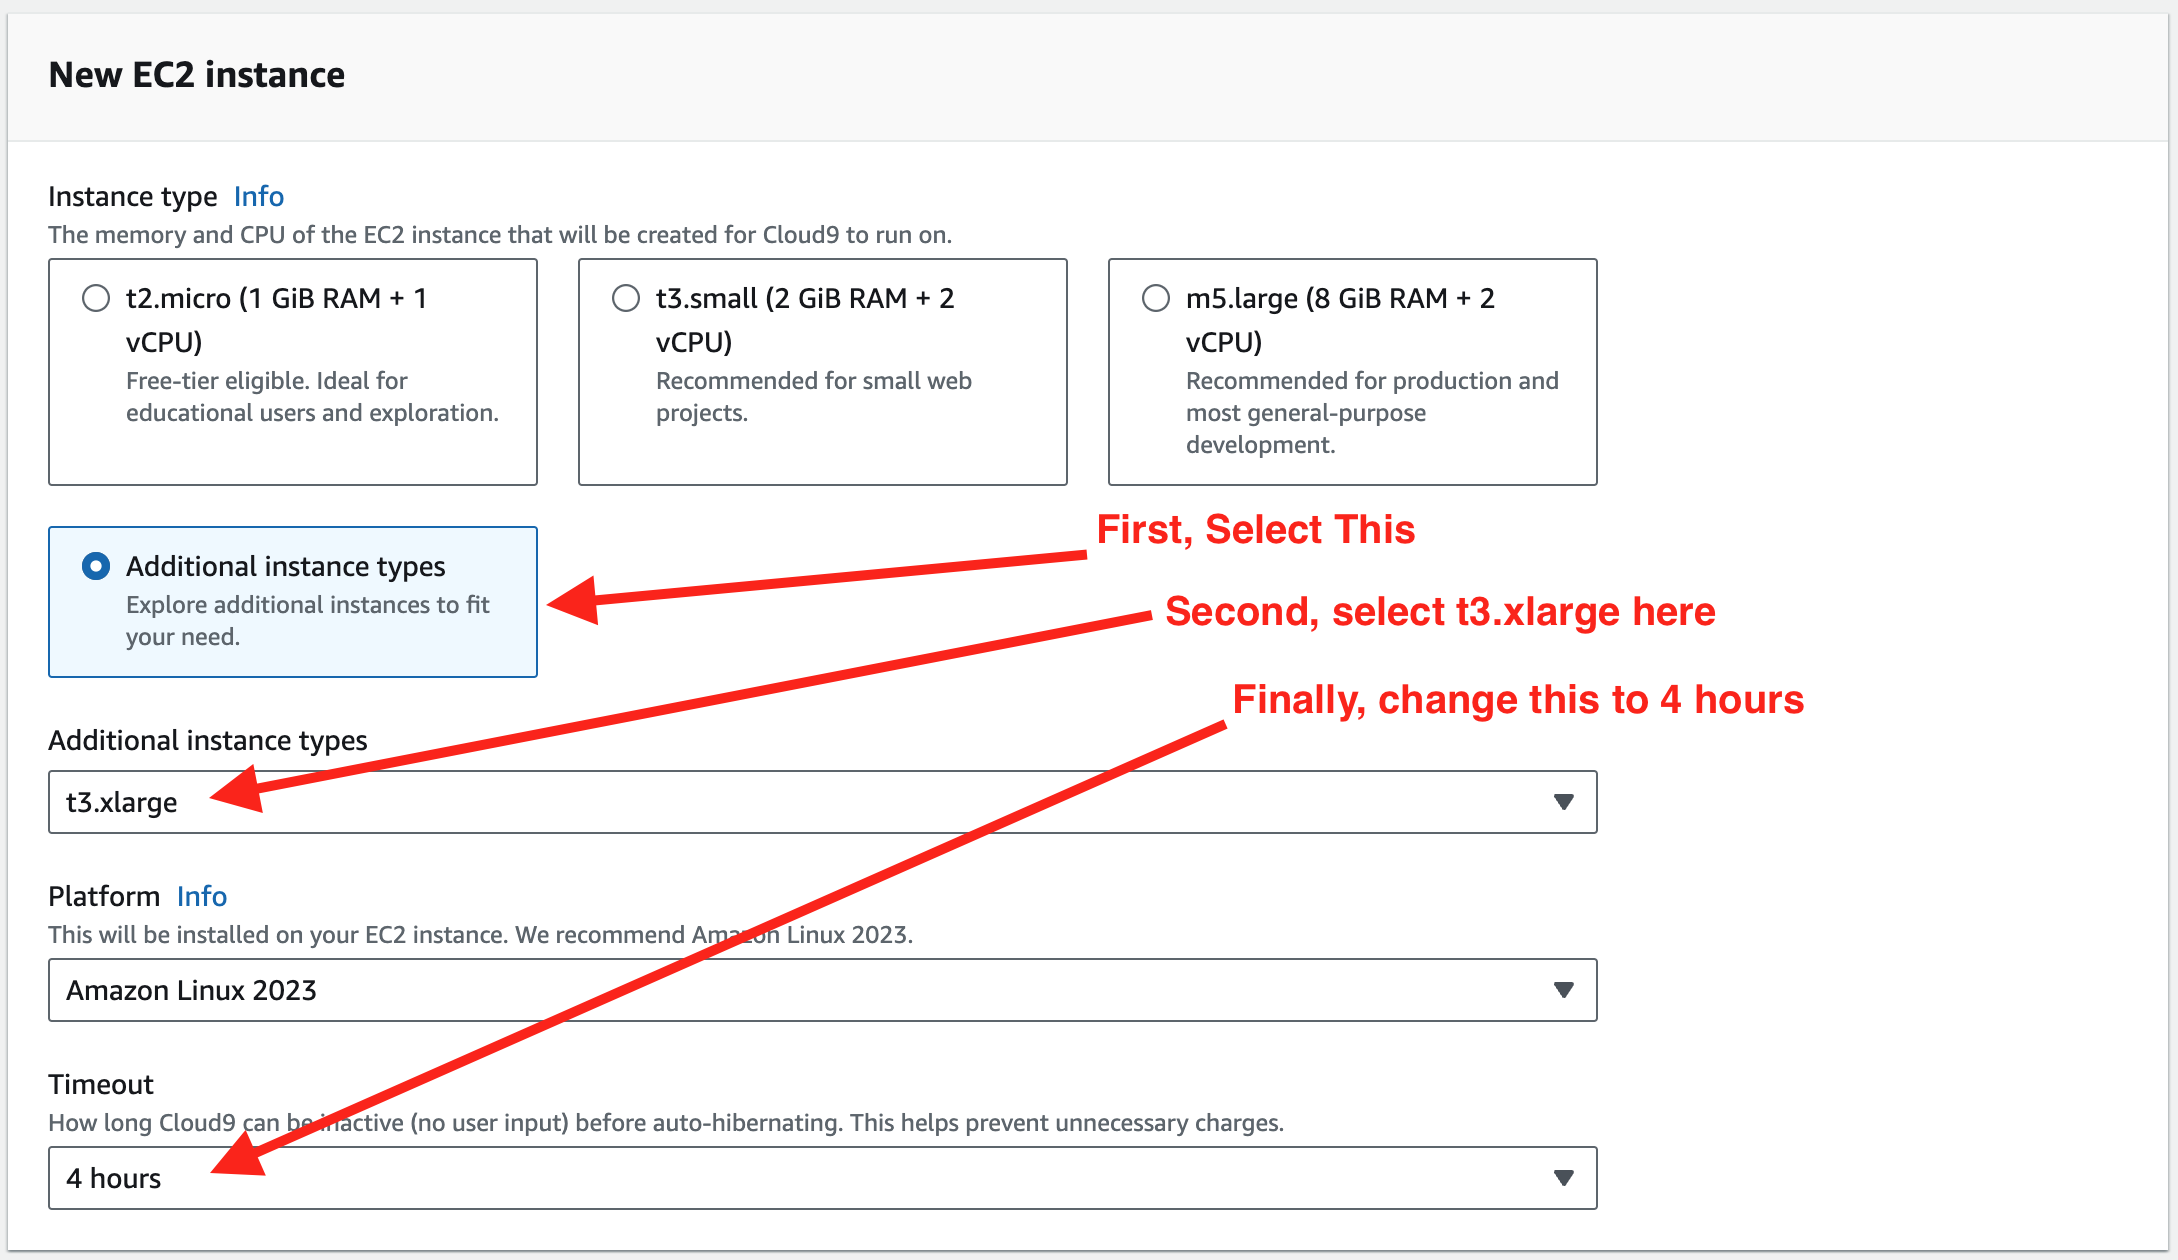 New EC2 instance
Instance type Info
The memory and CPU of the EC2 instance that will be created for Cloud9 to run on.
t2.micro (1 GiB RAM + 1
vCPU)
Free-tier eligible. Ideal for
educational users and exploration.
t3.small (2 GiB RAM + 2
vCPU)
Recommended for small web
projects.
m5.large (8 GiB RAM + 2
vCPU)
Recommended for production and
most general-purpose
development.
First, Select This
Additional instance types
Explore additional instances to fit
your need.
Second, select t3.xlarge here
Finally, change this to 4 hours
Additional instance types
t3.xlarge
Platform Info
This will be installed on your EC2 instance. We recommend Amazon Linux 2023.
Amazon Linux 2023
Timeout
How long Cloud9 can be inactive (no user input) before auto-hibernating. This helps prevent unnecessary charges.
4 hours